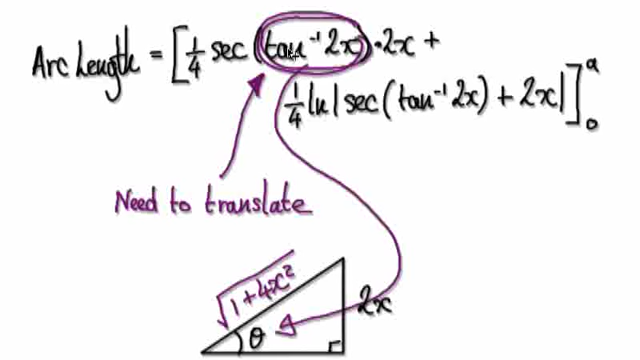 Arc Length = [ 1/4 sec (tan⁻¹ 2x) • 2x +
1/4 ln | sec (tan⁻¹ 2x) + 2x | ]ᵃ₀
Need to translate
√1+4x²
2x
θ